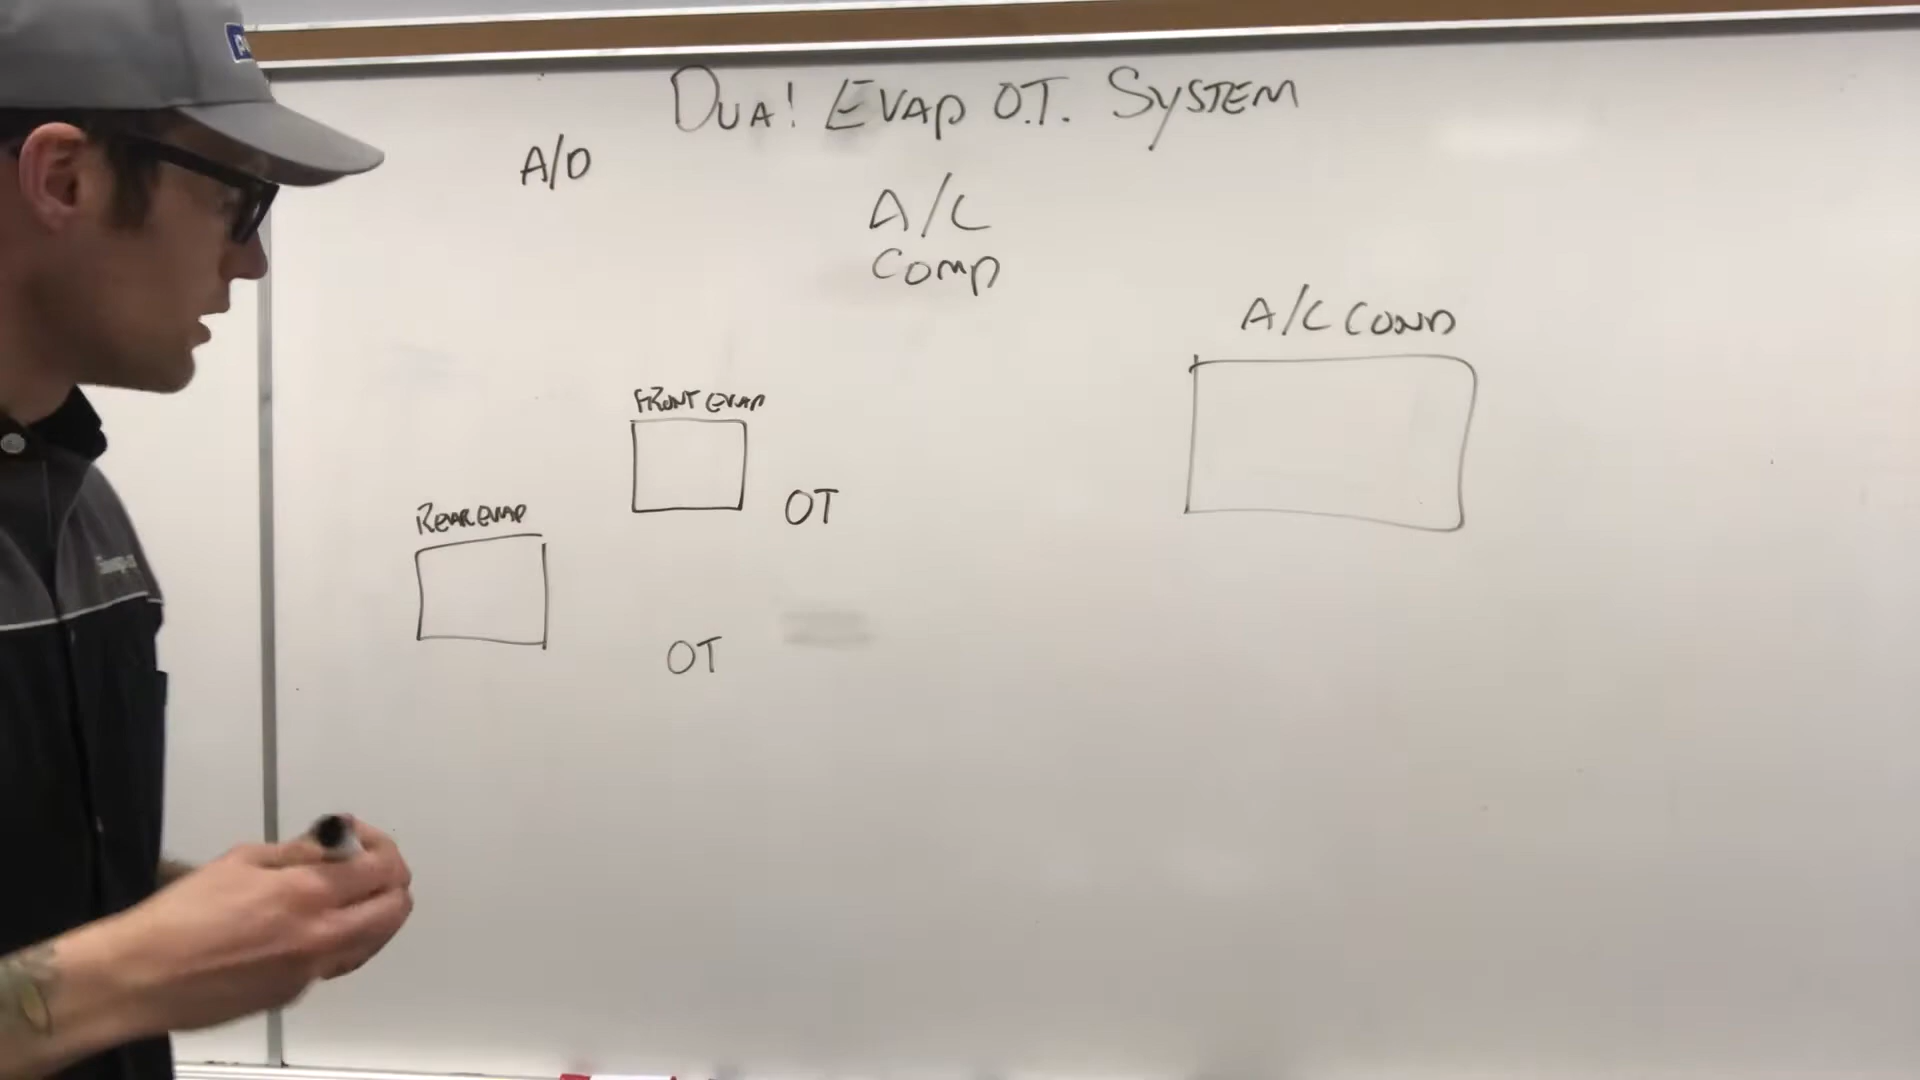 Dual Evap O.T. System
A/D
A/C
Comp
A/C Cond
Front Evap
OT
Rear Evap
OT